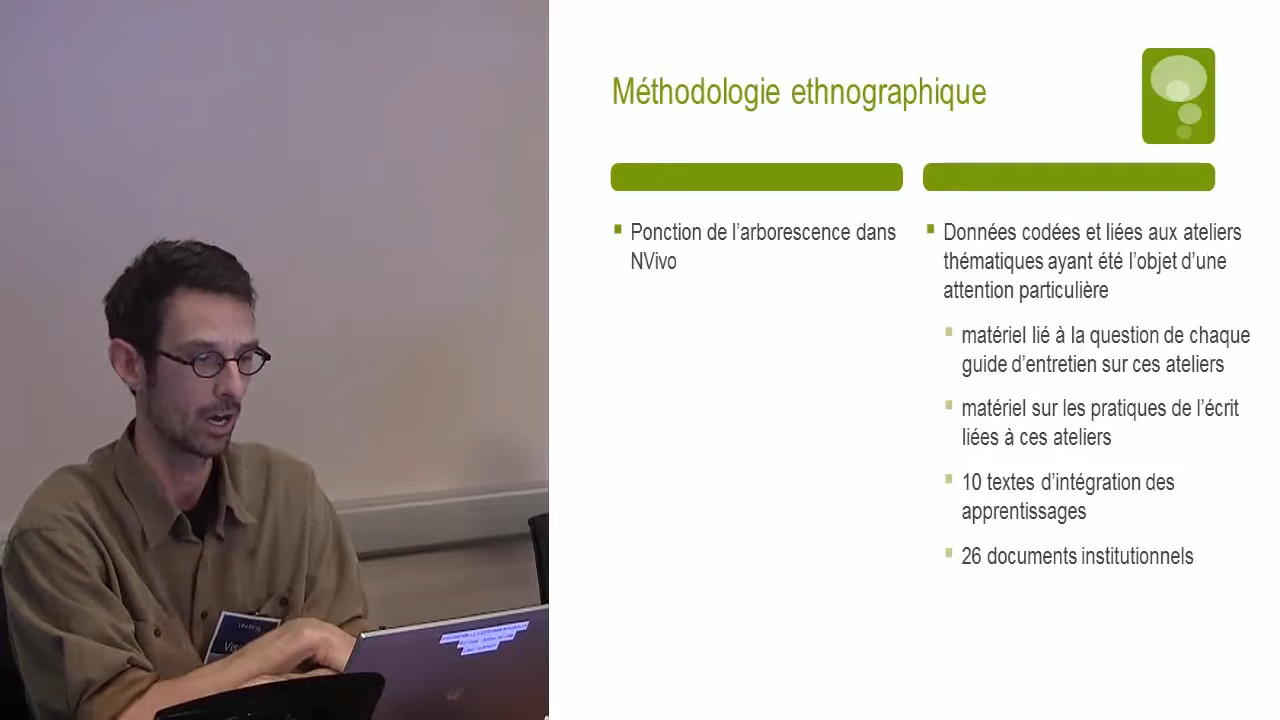 Méthodologie ethnographique
Ponction de l’arborescence dans
NVivo
Données codées et liées aux ateliers
thématiques ayant été l’objet d’une
attention particulière
matériel lié à la question de chaque
guide d’entretien sur ces ateliers
matériel sur les pratiques de l’écrit
liées à ces ateliers
10 textes d’intégration des
apprentissages
26 documents institutionnels